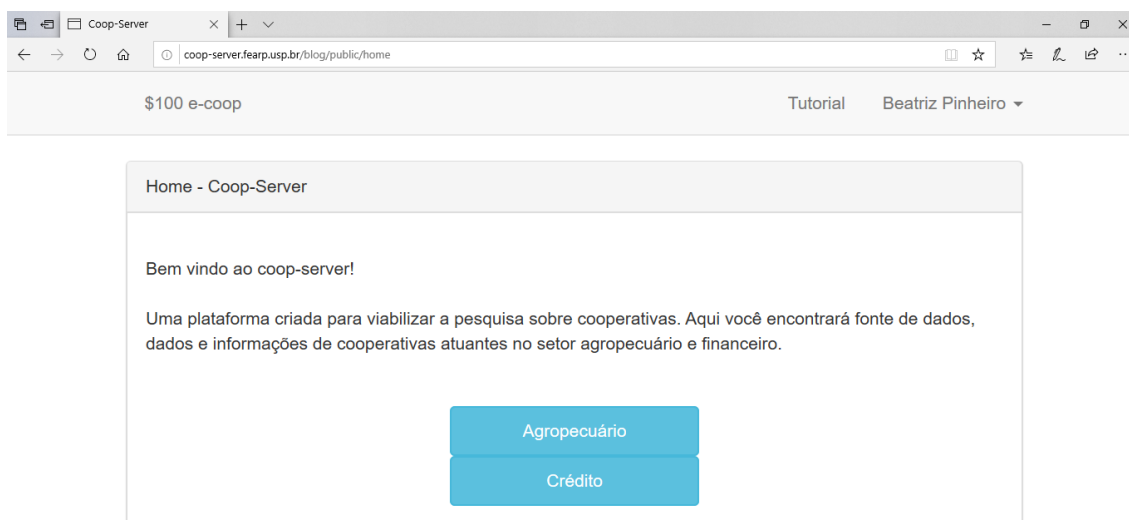 Coop-Server
coop-server.fearp.usp.br/blog/public/home
$100 e-coop Tutorial Beatriz Pinheiro
Home - Coop-Server
Bem vindo ao coop-server!
Uma plataforma criada para viabilizar a pesquisa sobre cooperativas. Aqui você encontrará fonte de dados,
dados e informações de cooperativas atuantes no setor agropecuário e financeiro.
Agropecuário
Crédito